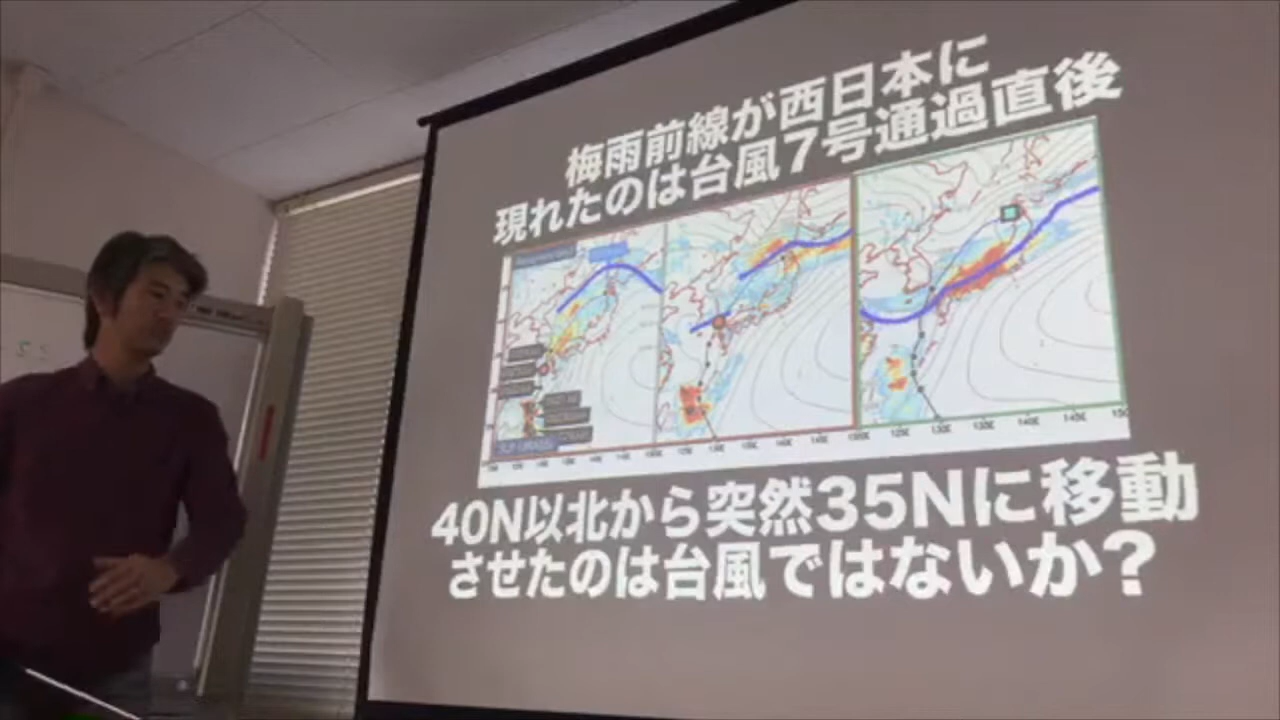 梅雨前線が西日本に
現れたのは台風7号通過直後
40N以北から突然35Nに移動
させたのは台風ではないか?